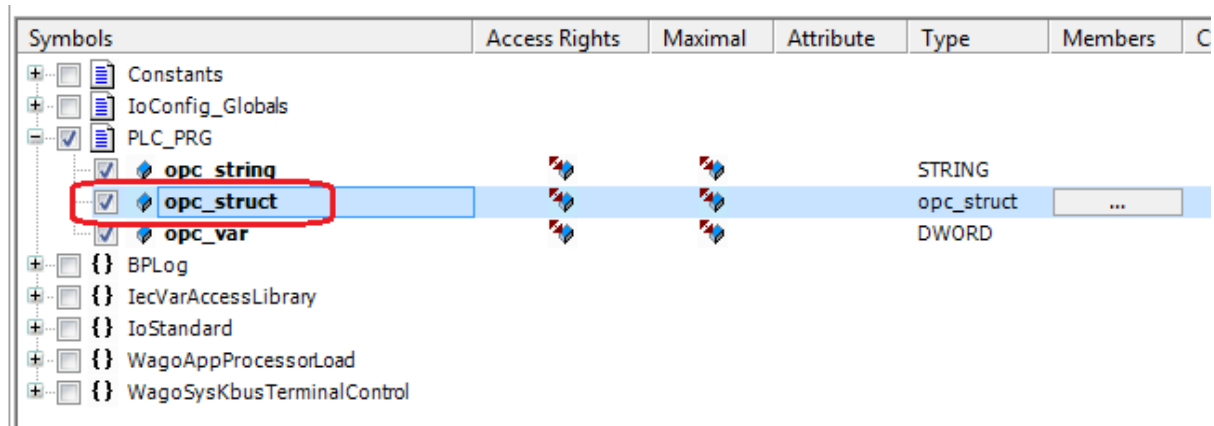 Symbols Access Rights Maximal Attribute Type Members C
Constants
IoConfig_Globals
PLC_PRG
opc_string STRING
opc_struct opc_struct ...
opc_var DWORD
{} BPLog
{} IecVarAccessLibrary
{} IoStandard
{} WagoAppProcessorLoad
{} WagoSysKbusTerminalControl